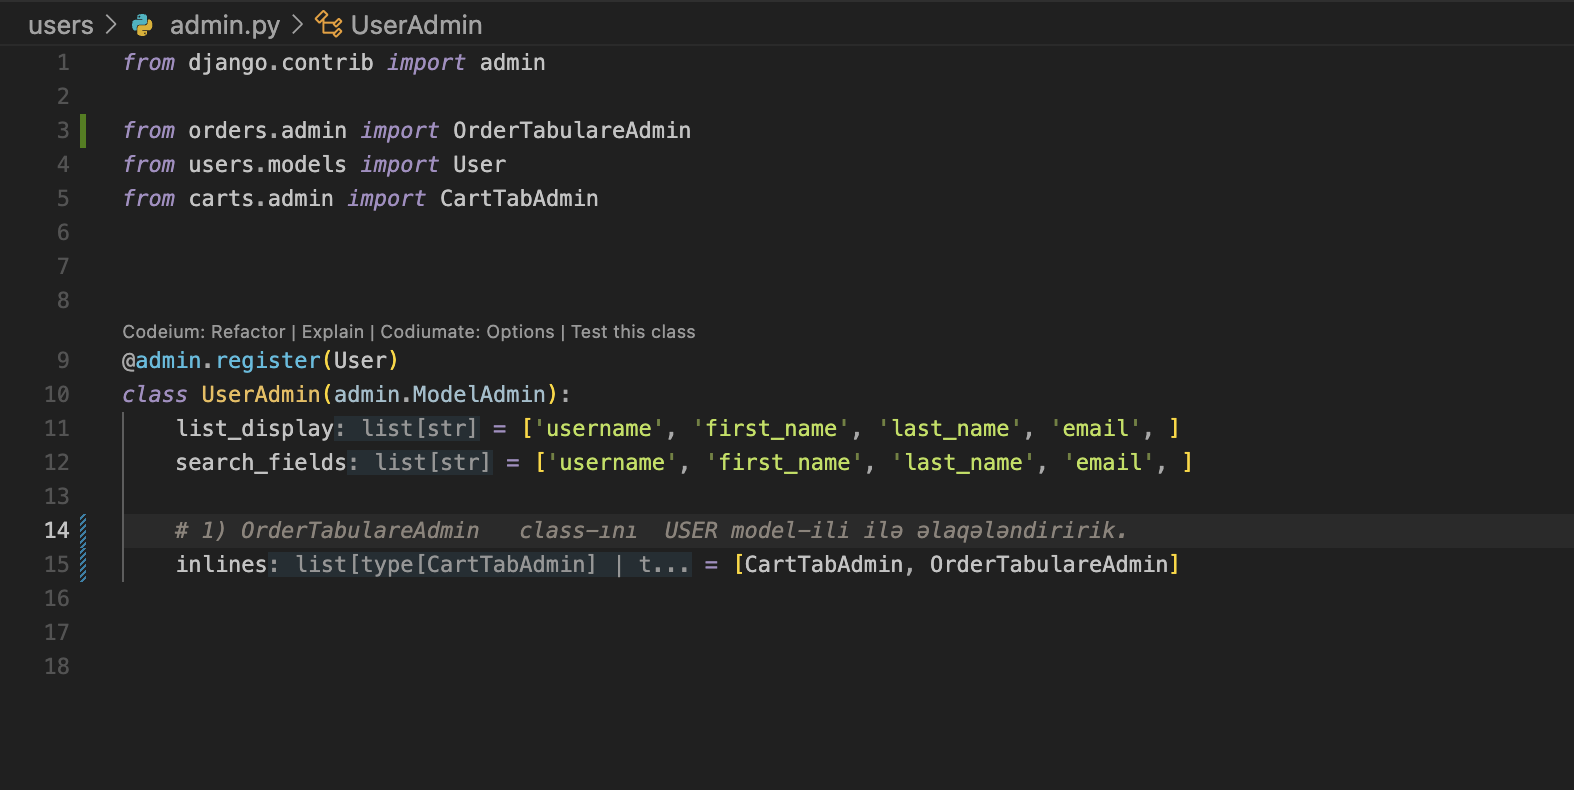 users > admin.py > UserAdmin
1 from django.contrib import admin
2
3 from orders.admin import OrderTabulareAdmin
4 from users.models import User
5 from carts.admin import CartTabAdmin
6
7
8
Codeium: Refactor | Explain | Codiumate: Options | Test this class
9 @admin.register(User)
10 class UserAdmin(admin.ModelAdmin):
11     list_display: list[str] = ['username', 'first_name', 'last_name', 'email', ]
12     search_fields: list[str] = ['username', 'first_name', 'last_name', 'email', ]
13
14     # 1) OrderTabulareAdmin   class-ını  USER model-ili ilə əlaqələndiririk.
15     inlines: list[type[CartTabAdmin] | t... = [CartTabAdmin, OrderTabulareAdmin]
16
17
18